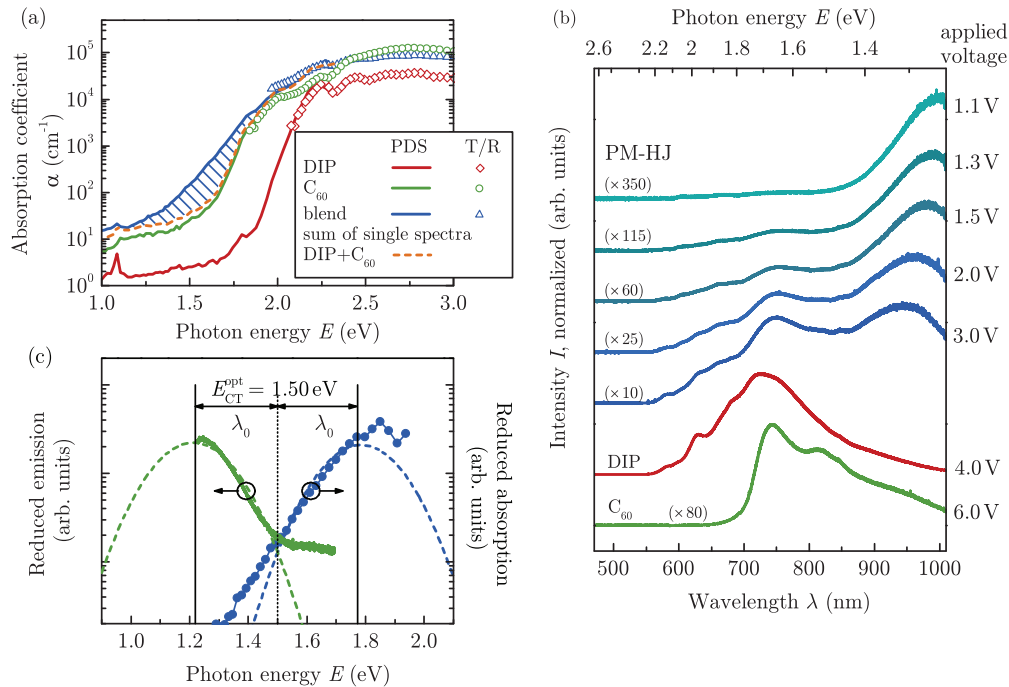 (a)
Absorption coefficient
α (cm⁻¹)
10⁵
10⁴
10³
10²
10¹
10⁰
PDS T/R
DIP
C₆₀
blend
sum of single spectra
DIP+C₆₀
1.0 1.5 2.0 2.5 3.0
Photon energy E (eV)
(b)
Photon energy E (eV)
2.6 2.2 2 1.8 1.6 1.4
applied
voltage
Intensity I, normalized (arb. units)
PM-HJ
(×350)
1.1 V
(×115)
1.3 V
(×60)
1.5 V
(×25)
2.0 V
(×10)
3.0 V
DIP
4.0 V
C₆₀ (×80)
6.0 V
500 600 700 800 900 1000
Wavelength λ (nm)
(c)
Reduced emission
(arb. units)
E_CT^opt = 1.50 eV
λ₀ λ₀
Reduced absorption
(arb. units)
1.0 1.2 1.4 1.6 1.8 2.0
Photon energy E (eV)